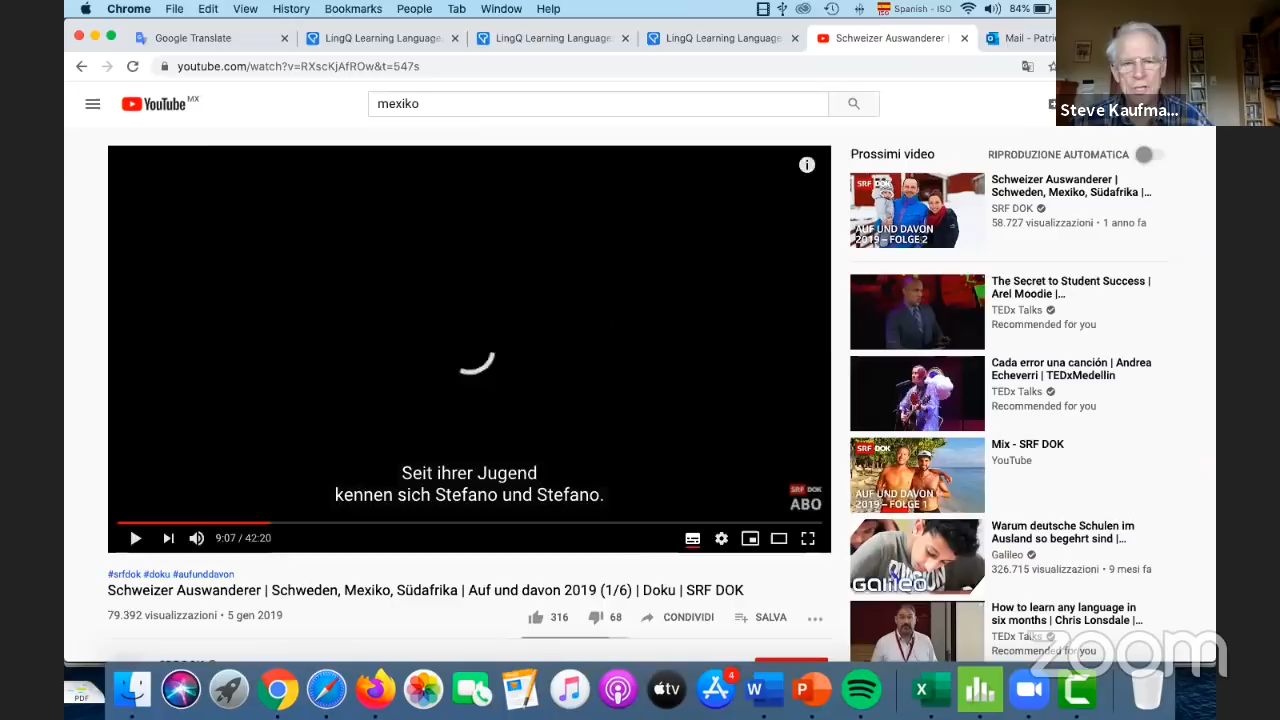 Chrome File Edit View History Bookmarks People Tab Window Help Spanish - ISO 84%
Google Translate LingQ Learning Language LingQ Learning Language LingQ Learning Language Schweizer Auswanderer | Mail - Patri
youtube.com/watch?v=RXscKjAfROw&t=547s
YouTube MX
mexiko
Steve Kaufma...
Prossimi video RIPRODUZIONE AUTOMATICA
SRF DOK
AUF UND DAVON
2019 – FOLGE 2
Schweizer Auswanderer |
Schweden, Mexiko, Südafrika |...
SRF DOK
58.727 visualizzazioni • 1 anno fa
The Secret to Student Success |
Arel Moodie |...
TEDx Talks
Recommended for you
Cada error una canción | Andrea
Echeverri | TEDxMedellin
TEDx Talks
Recommended for you
SRF DOK
AUF UND DAVON
2019 – FOLGE 1
Mix - SRF DOK
YouTube
Seit ihrer Jugend
kennen sich Stefano und Stefano.
SRF DOK
ABO
9:07 / 42:20
#srfdok #doku #aufunddavon
Schweizer Auswanderer | Schweden, Mexiko, Südafrika | Auf und davon 2019 (1/6) | Doku | SRF DOK
79.392 visualizzazioni • 5 gen 2019
316 68 CONDIVIDI SALVA
Galileo
Warum deutsche Schulen im
Ausland so begehrt sind |...
Galileo
326.715 visualizzazioni • 9 mesi fa
How to learn any language in
six months | Chris Lonsdale |...
TEDx Talks
Recommended for you
zoom
PDF
tv
4
W
P
X
C